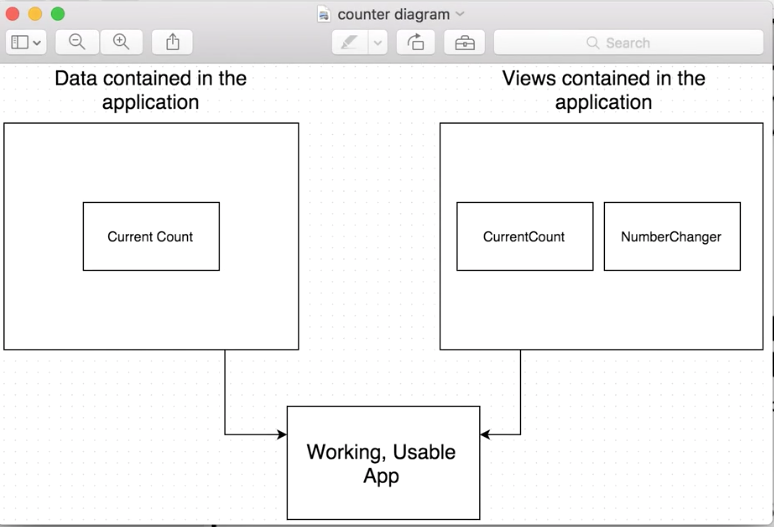 counter diagram
Search
Data contained in the
application
Views contained in the
application
Current Count
CurrentCount
NumberChanger
Working, Usable
App